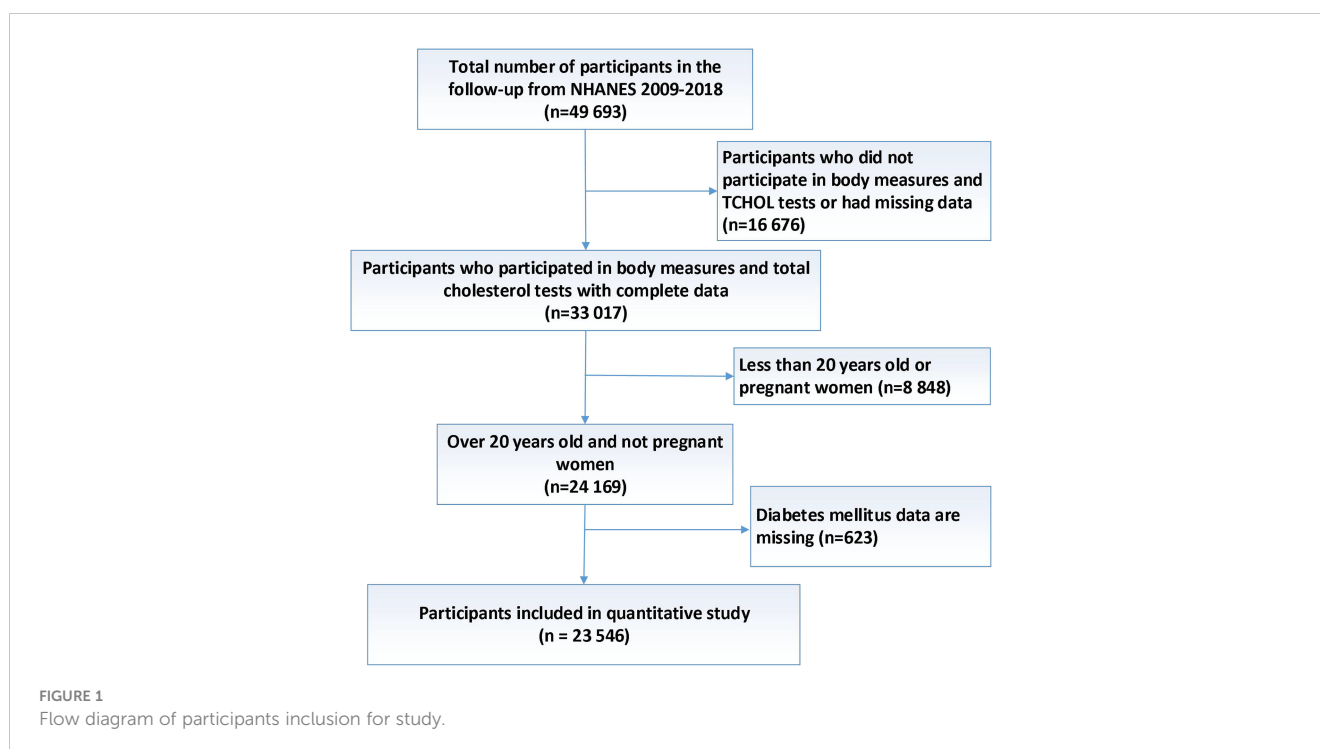 Total number of participants in the
follow-up from NHANES 2009-2018
(n=49 693)
Participants who did not
participate in body measures and
TCHOL tests or had missing data
(n=16 676)
Participants who participated in body measures and total
cholesterol tests with complete data
(n=33 017)
Less than 20 years old or
pregnant women (n=8 848)
Over 20 years old and not pregnant
women
(n=24 169)
Diabetes mellitus data are
missing (n=623)
Participants included in quantitative study
(n = 23 546)
FIGURE 1
Flow diagram of participants inclusion for study.